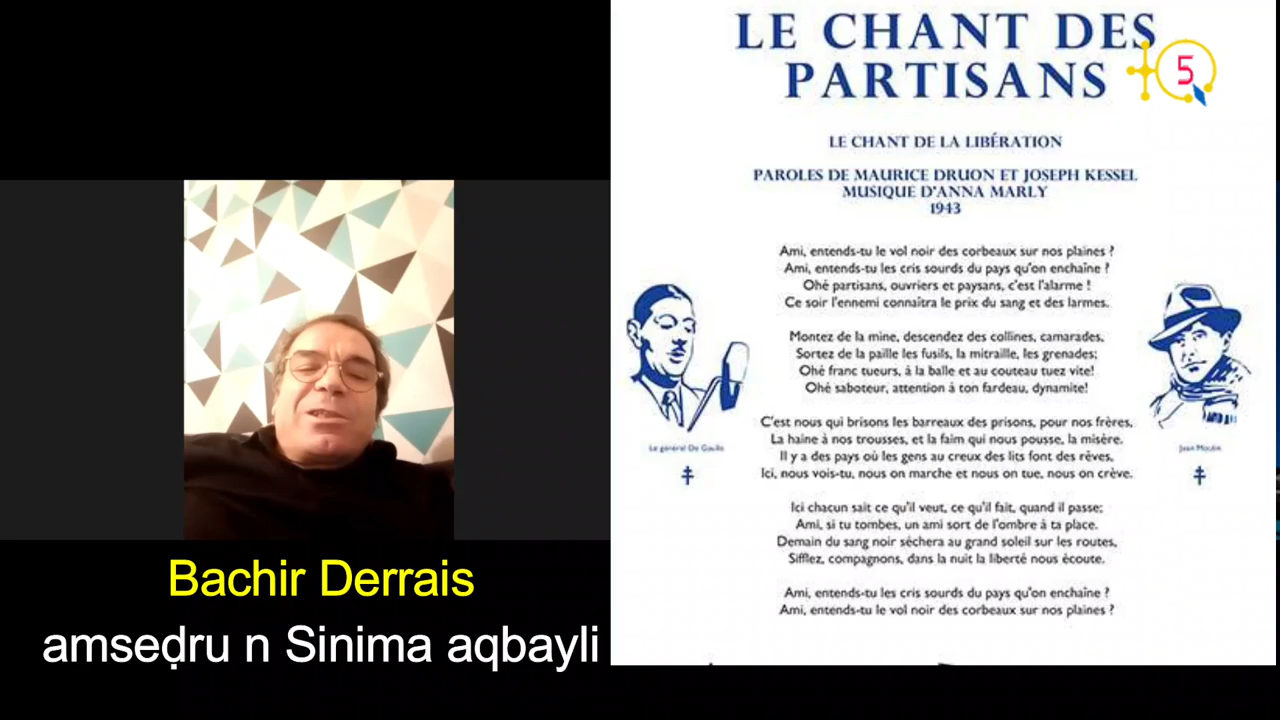 Bachir Derrais
amseḍru n Sinima aqbayli
LE CHANT DES
PARTISANS
5
LE CHANT DE LA LIBÉRATION
PAROLES DE MAURICE DRUON ET JOSEPH KESSEL
MUSIQUE D'ANNA MARLY
1943
Ami, entends-tu le vol noir des corbeaux sur nos plaines ?
Ami, entends-tu les cris sourds du pays qu'on enchaîne ?
Ohé partisans, ouvriers et paysans, c'est l'alarme !
Ce soir l'ennemi connaîtra le prix du sang et des larmes.
Montez de la mine, descendez des collines, camarades,
Sortez de la paille les fusils, la mitraille, les grenades;
Ohé franc tueurs, à la balle et au couteau tuez vite!
Ohé saboteur, attention à ton fardeau, dynamite!
C'est nous qui brisons les barreaux des prisons, pour nos frères,
La haine à nos trousses, et la faim qui nous pousse, la misère.
Il y a des pays où les gens au creux des lits font des rêves,
Ici, nous vois-tu, nous on marche et nous on tue, nous on crève.
Ici chacun sait ce qu'il veut, ce qu'il fait, quand il passe;
Ami, si tu tombes, un ami sort de l'ombre à ta place.
Demain du sang noir séchera au grand soleil sur les routes,
Sifflez, compagnons, dans la nuit la liberté nous écoute.
Ami, entends-tu les cris sourds du pays qu'on enchaîne ?
Ami, entends-tu le vol noir des corbeaux sur nos plaines ?
Le général De Gaulle
Jean Moulin